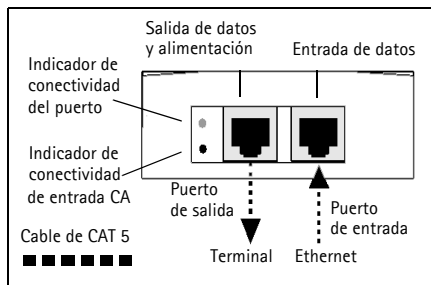 Salida de datos
y alimentación
Entrada de datos
Indicador de
conectividad
del puerto
Indicador de
conectividad
de entrada CA
Puerto
de salida
Puerto
de entrada
Cable de CAT 5
Terminal
Ethernet